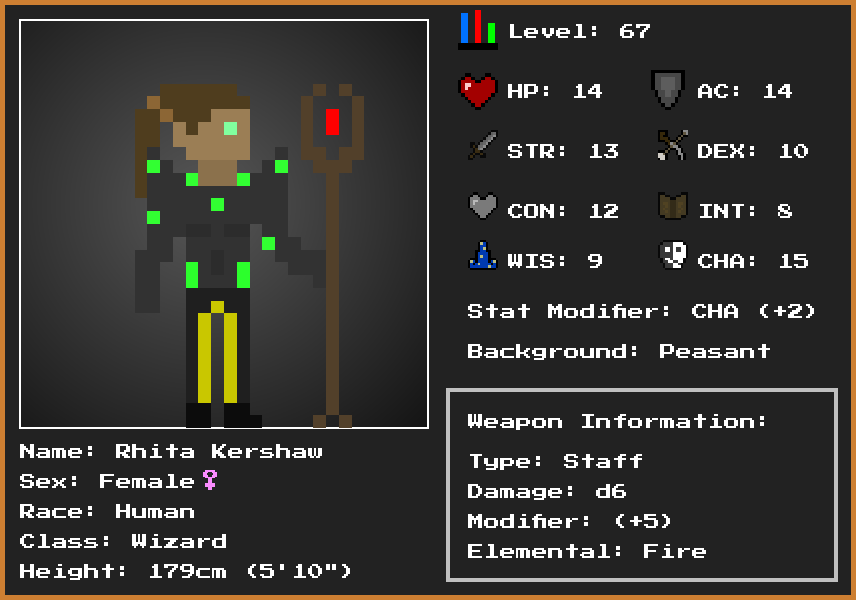 Level: 67
HP: 14 AC: 14
STR: 13 DEX: 10
CON: 12 INT: 8
WIS: 9 CHA: 15
Stat Modifier: CHA (+2)
Background: Peasant
Weapon Information:
Type: Staff
Damage: d6
Modifier: (+5)
Elemental: Fire
Name: Rhita Kershaw
Sex: Female♀
Race: Human
Class: Wizard
Height: 179cm (5'10")